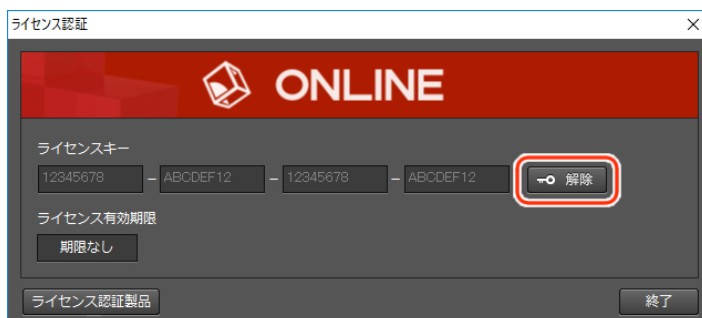 ライセンス認証
ONLINE
ライセンスキー
12345678 – ABCDEF12 – 12345678 – ABCDEF12 解除
ライセンス有効期限
期限なし
ライセンス認証製品 終了